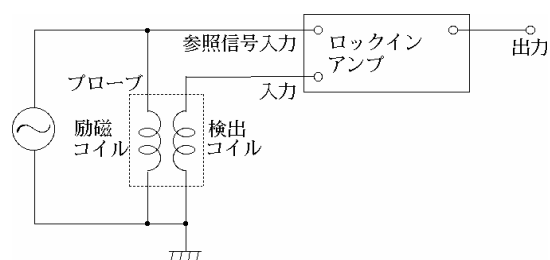 参照信号入力
ロックイン
アンプ
出力
入力
プローブ
励磁
コイル
検出
コイル